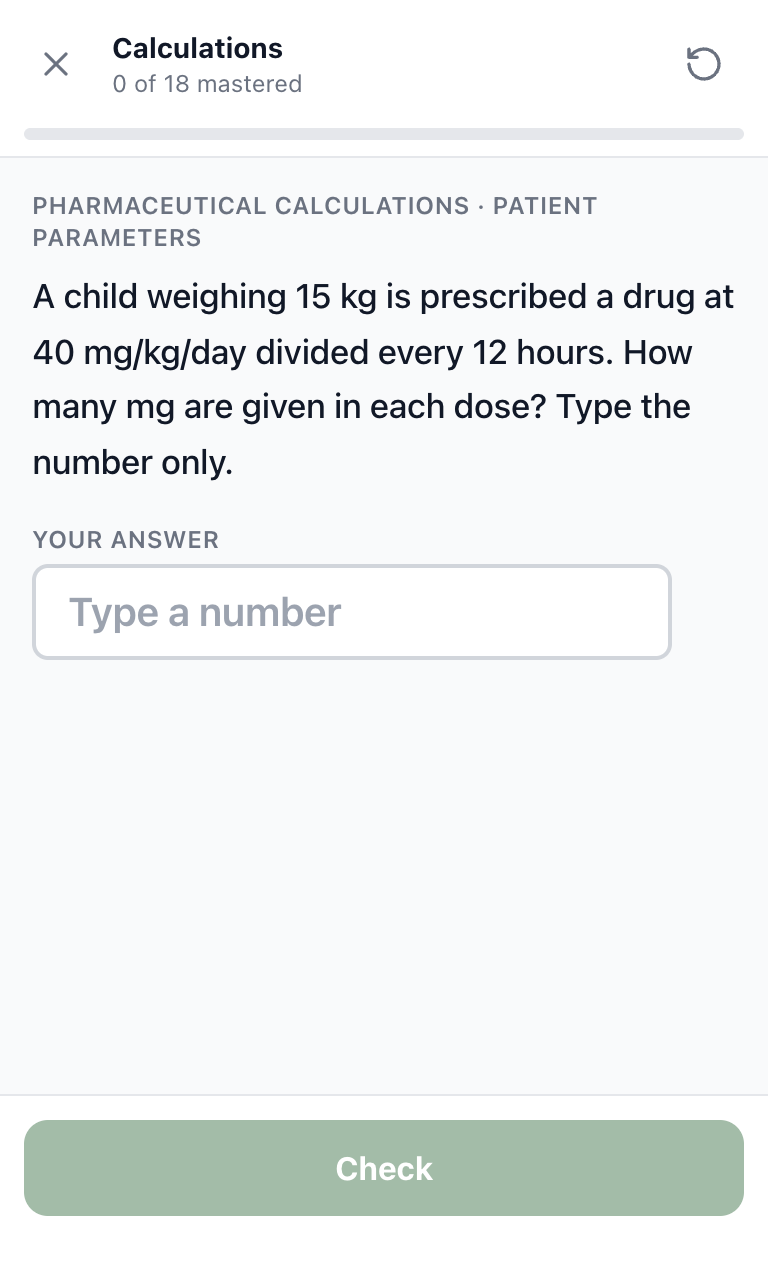 Calculations
0 of 18 mastered
PHARMACEUTICAL CALCULATIONS · PATIENT
PARAMETERS
A child weighing 15 kg is prescribed a drug at
40 mg/kg/day divided every 12 hours. How
many mg are given in each dose? Type the
number only.
YOUR ANSWER
Type a number
Check